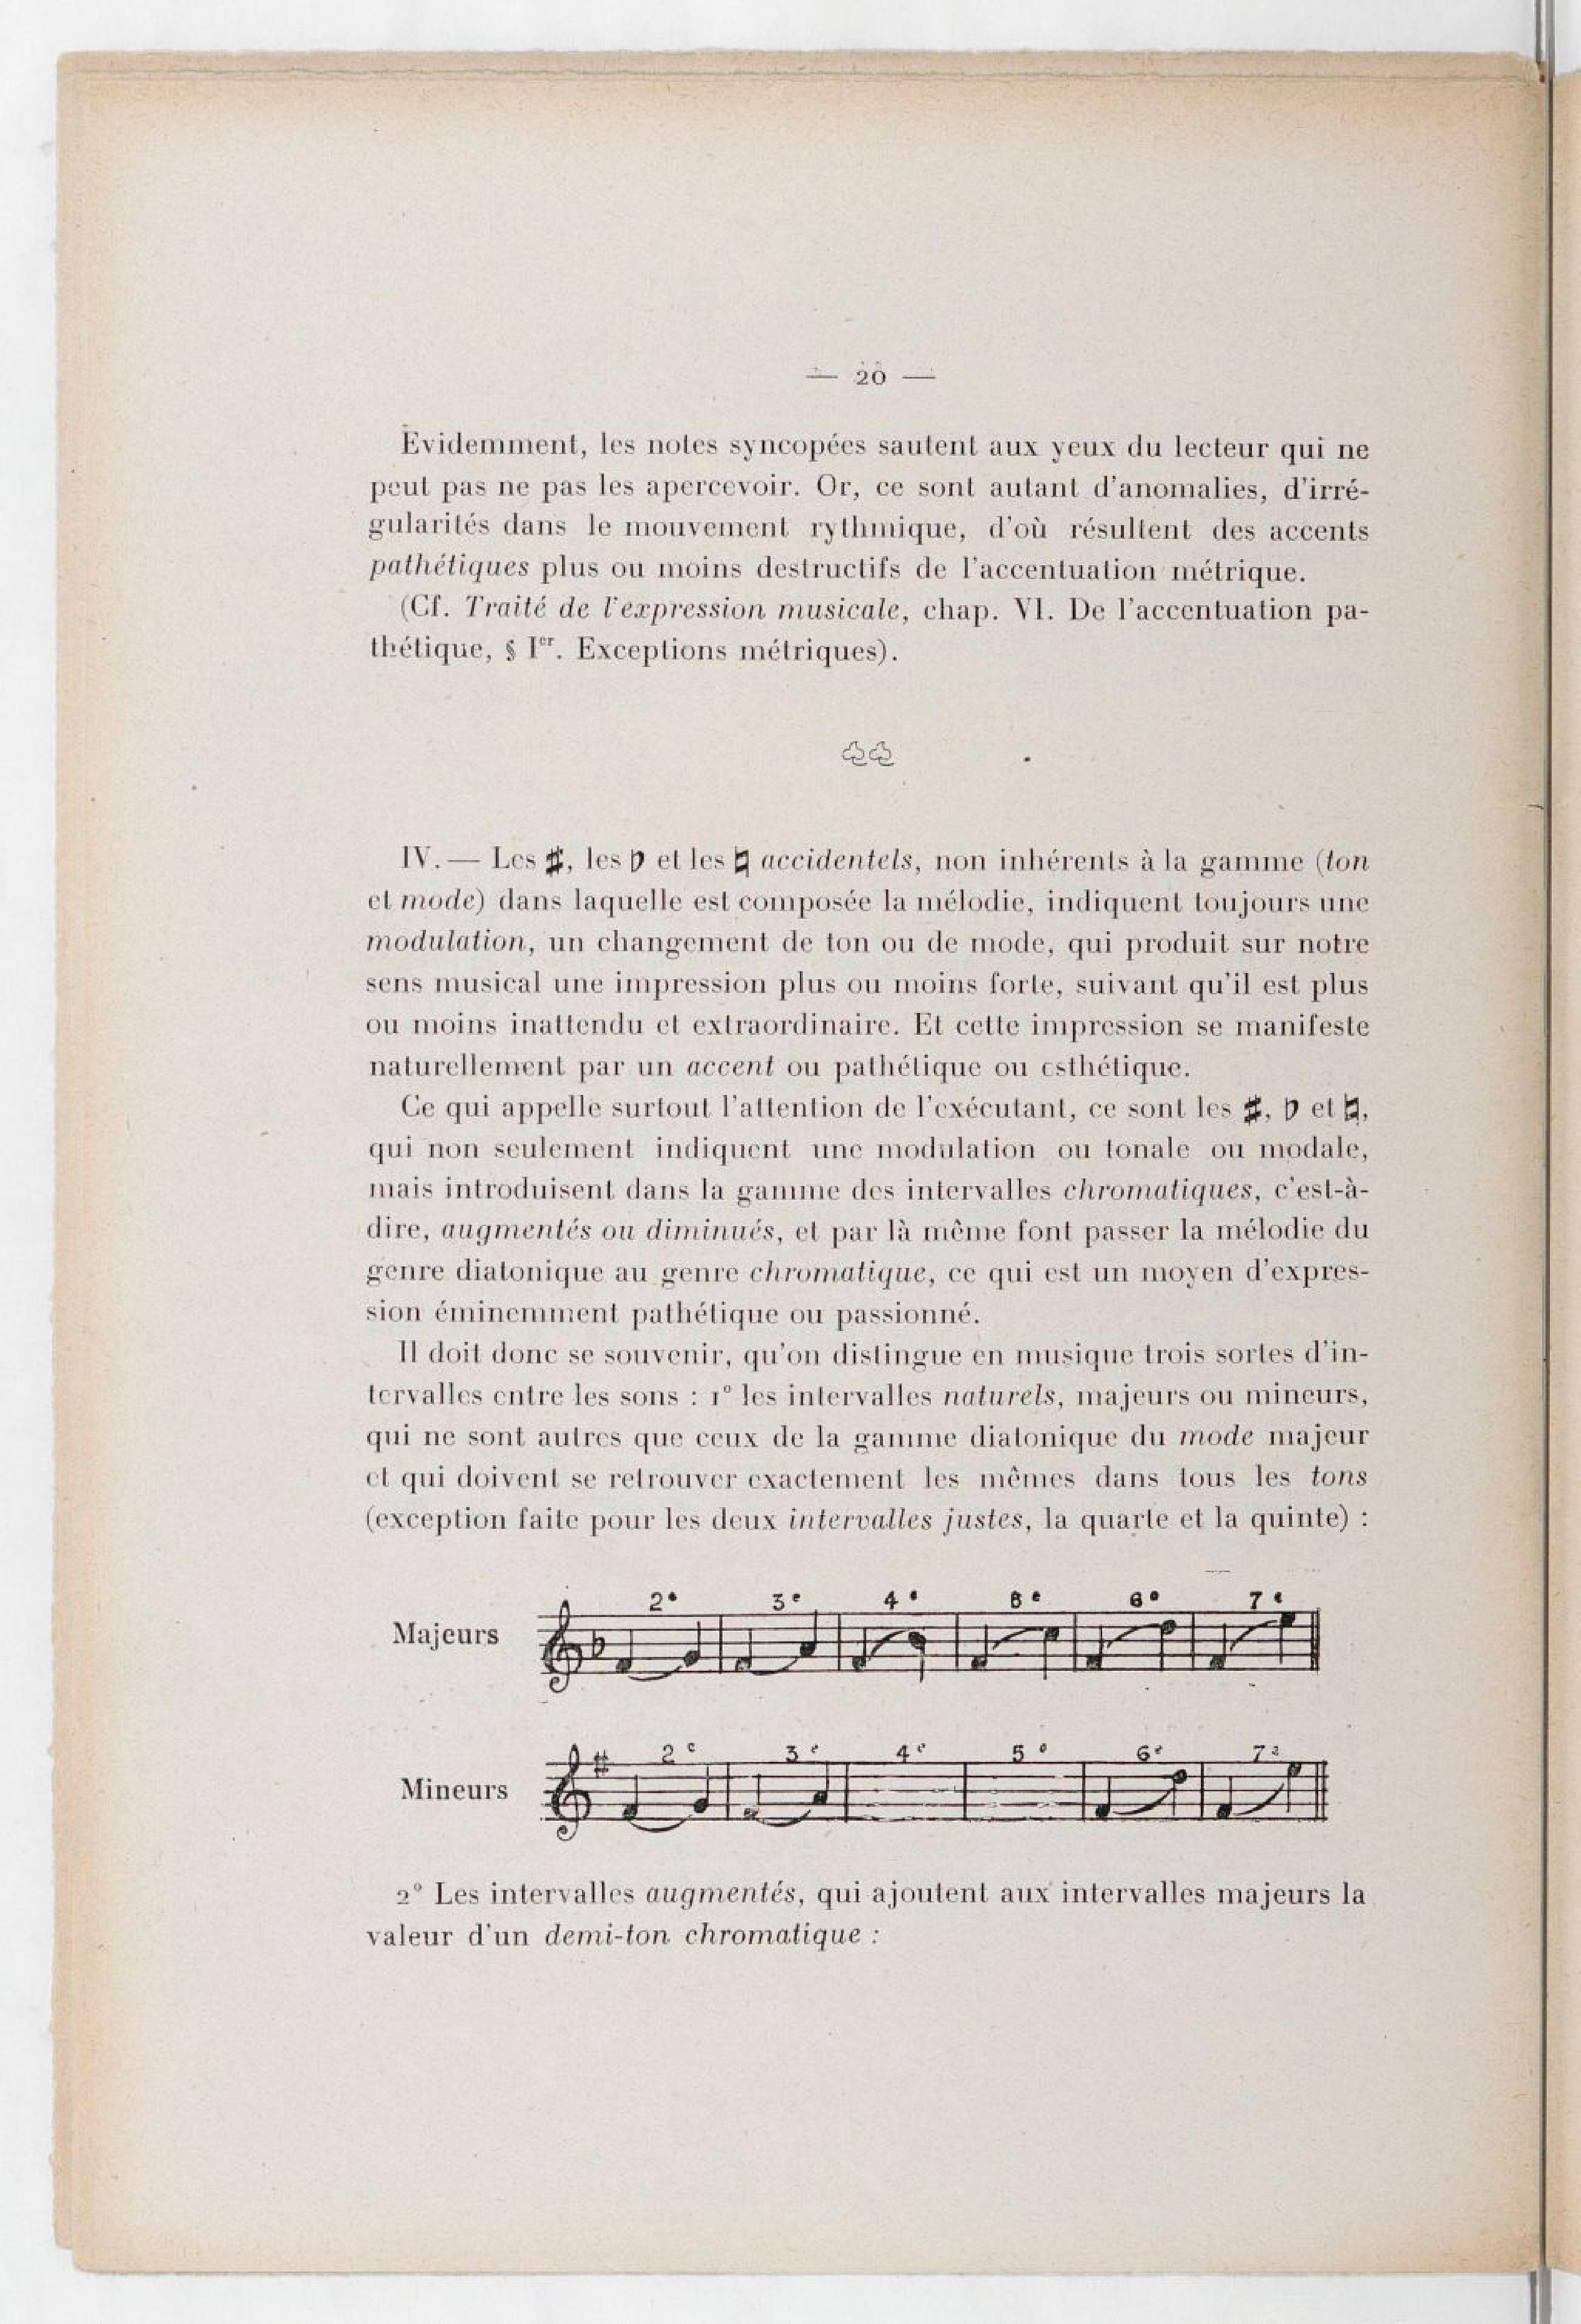 — 20 —
Evidemment, les notes syncopées sautent aux yeux du lecteur qui ne
peut pas ne pas les apercevoir. Or, ce sont autant d'anomalies, d'irré-
gularités dans le mouvement rythmique, d'où résultent des accents
pathétiques plus ou moins destructifs de l'accentuation métrique.
(Cf. Traité de l'expression musicale, chap. VI. De l'accentuation pa-
thétique, § Ier. Exceptions métriques).
IV. — Les ♯, les ♭ et les ♮ accidentels, non inhérents à la gamme (ton
et mode) dans laquelle est composée la mélodie, indiquent toujours une
modulation, un changement de ton ou de mode, qui produit sur notre
sens musical une impression plus ou moins forte, suivant qu'il est plus
ou moins inattendu et extraordinaire. Et cette impression se manifeste
naturellement par un accent ou pathétique ou esthétique.
Ce qui appelle surtout l'attention de l'exécutant, ce sont les ♯, ♭ et ♮,
qui non seulement indiquent une modulation ou tonale ou modale,
mais introduisent dans la gamme des intervalles chromatiques, c'est-à-
dire, augmentés ou diminués, et par là même font passer la mélodie du
genre diatonique au genre chromatique, ce qui est un moyen d'expres-
sion éminemment pathétique ou passionné.
Il doit donc se souvenir, qu'on distingue en musique trois sortes d'in-
tervalles entre les sons : 1° les intervalles naturels, majeurs ou mineurs,
qui ne sont autres que ceux de la gamme diatonique du mode majeur
et qui doivent se retrouver exactement les mêmes dans tous les tons
(exception faite pour les deux intervalles justes, la quarte et la quinte) :
2e 3e 4e 5e 6e 7e
Majeurs
2e 3e 4e 5e 6e 7e
Mineurs
2° Les intervalles augmentés, qui ajoutent aux intervalles majeurs la
valeur d'un demi-ton chromatique :